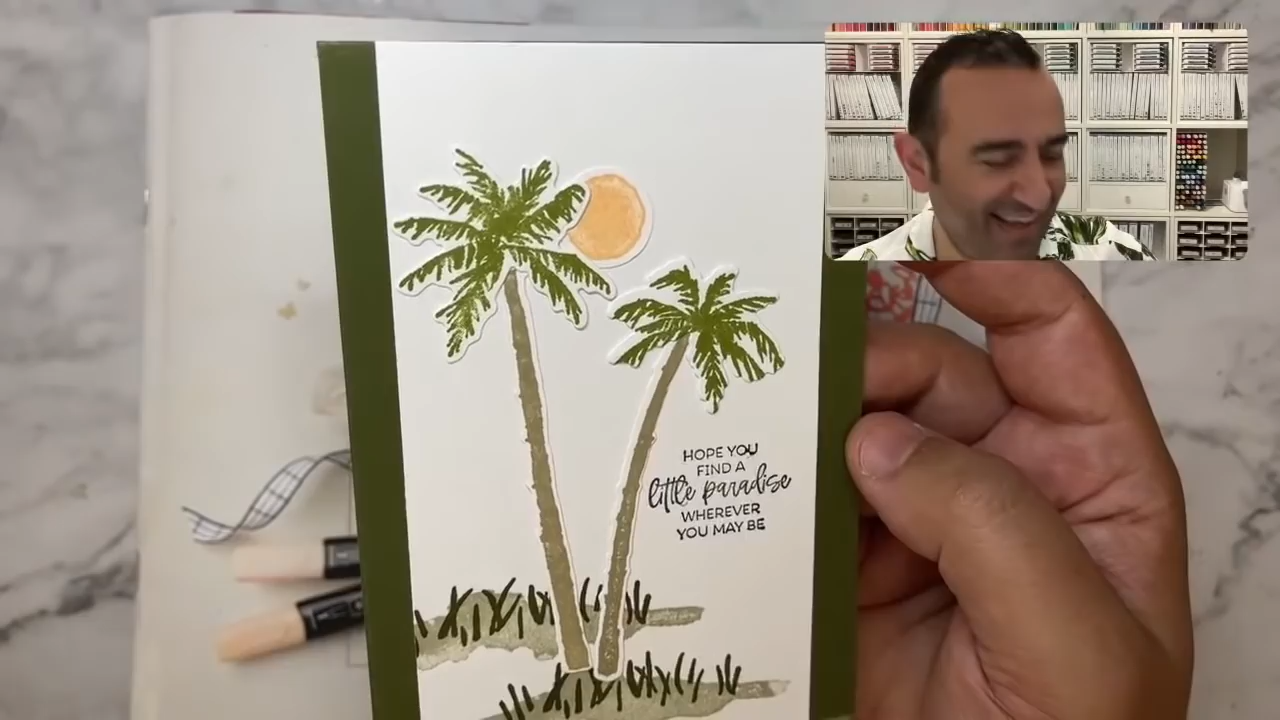 HOPE YOU
FIND A
little paradise
WHEREVER
YOU MAY BE